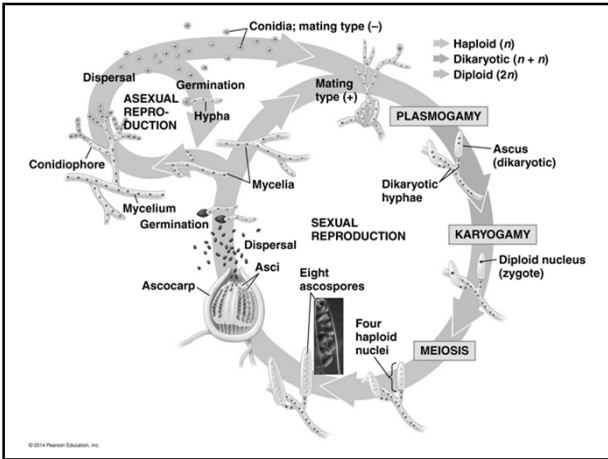 Conidia; mating type (–)
Haploid (n)
Dikaryotic (n + n)
Diploid (2n)
Dispersal
Germination
Mating
type (+)
ASEXUAL
REPRO-
DUCTION
Hypha
PLASMOGAMY
Conidiophore
Ascus
(dikaryotic)
Dikaryotic
hyphae
Mycelia
Mycelium
Germination
SEXUAL
REPRODUCTION
KARYOGAMY
Dispersal
Diploid nucleus
(zygote)
Asci
Ascocarp
Eight
ascospores
Four
haploid
nuclei
MEIOSIS
© 2014 Pearson Education, Inc.